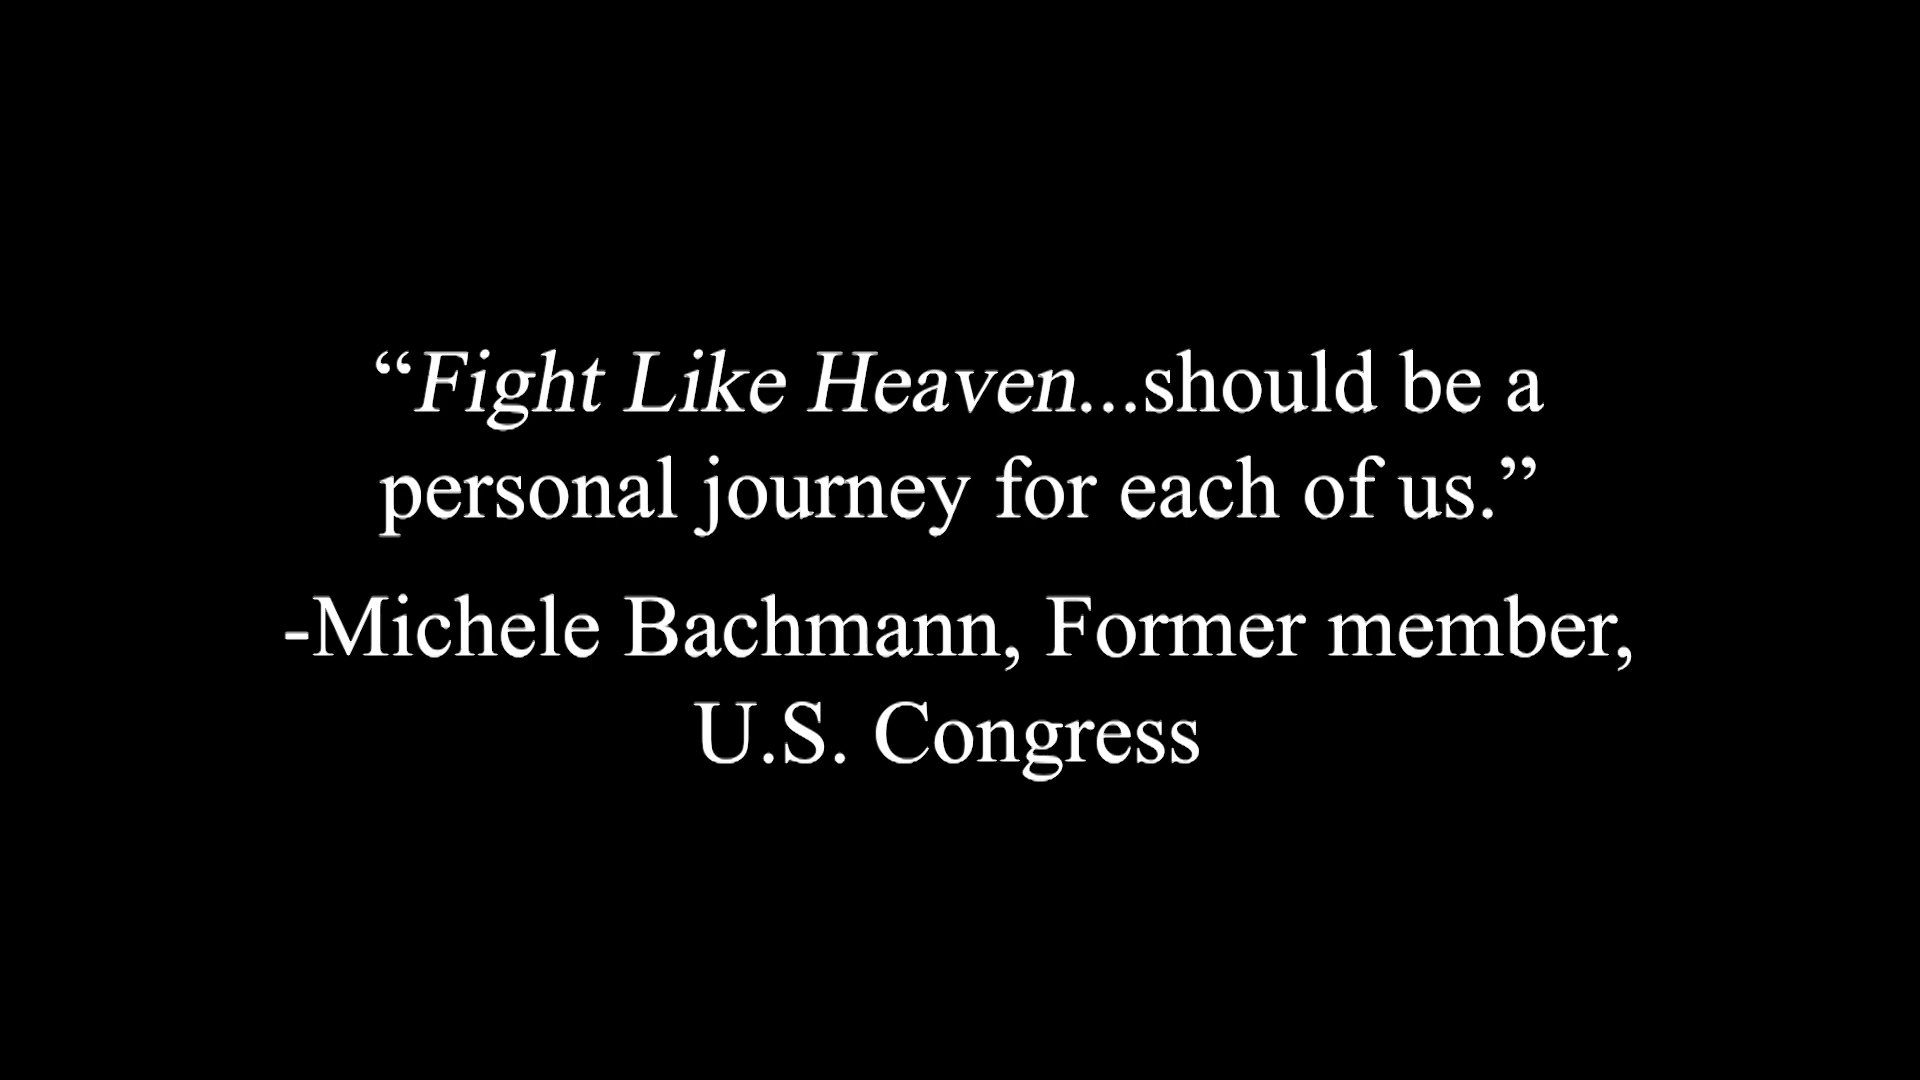 “Fight Like Heaven...should be a
personal journey for each of us.”
-Michele Bachmann, Former member,
U.S. Congress